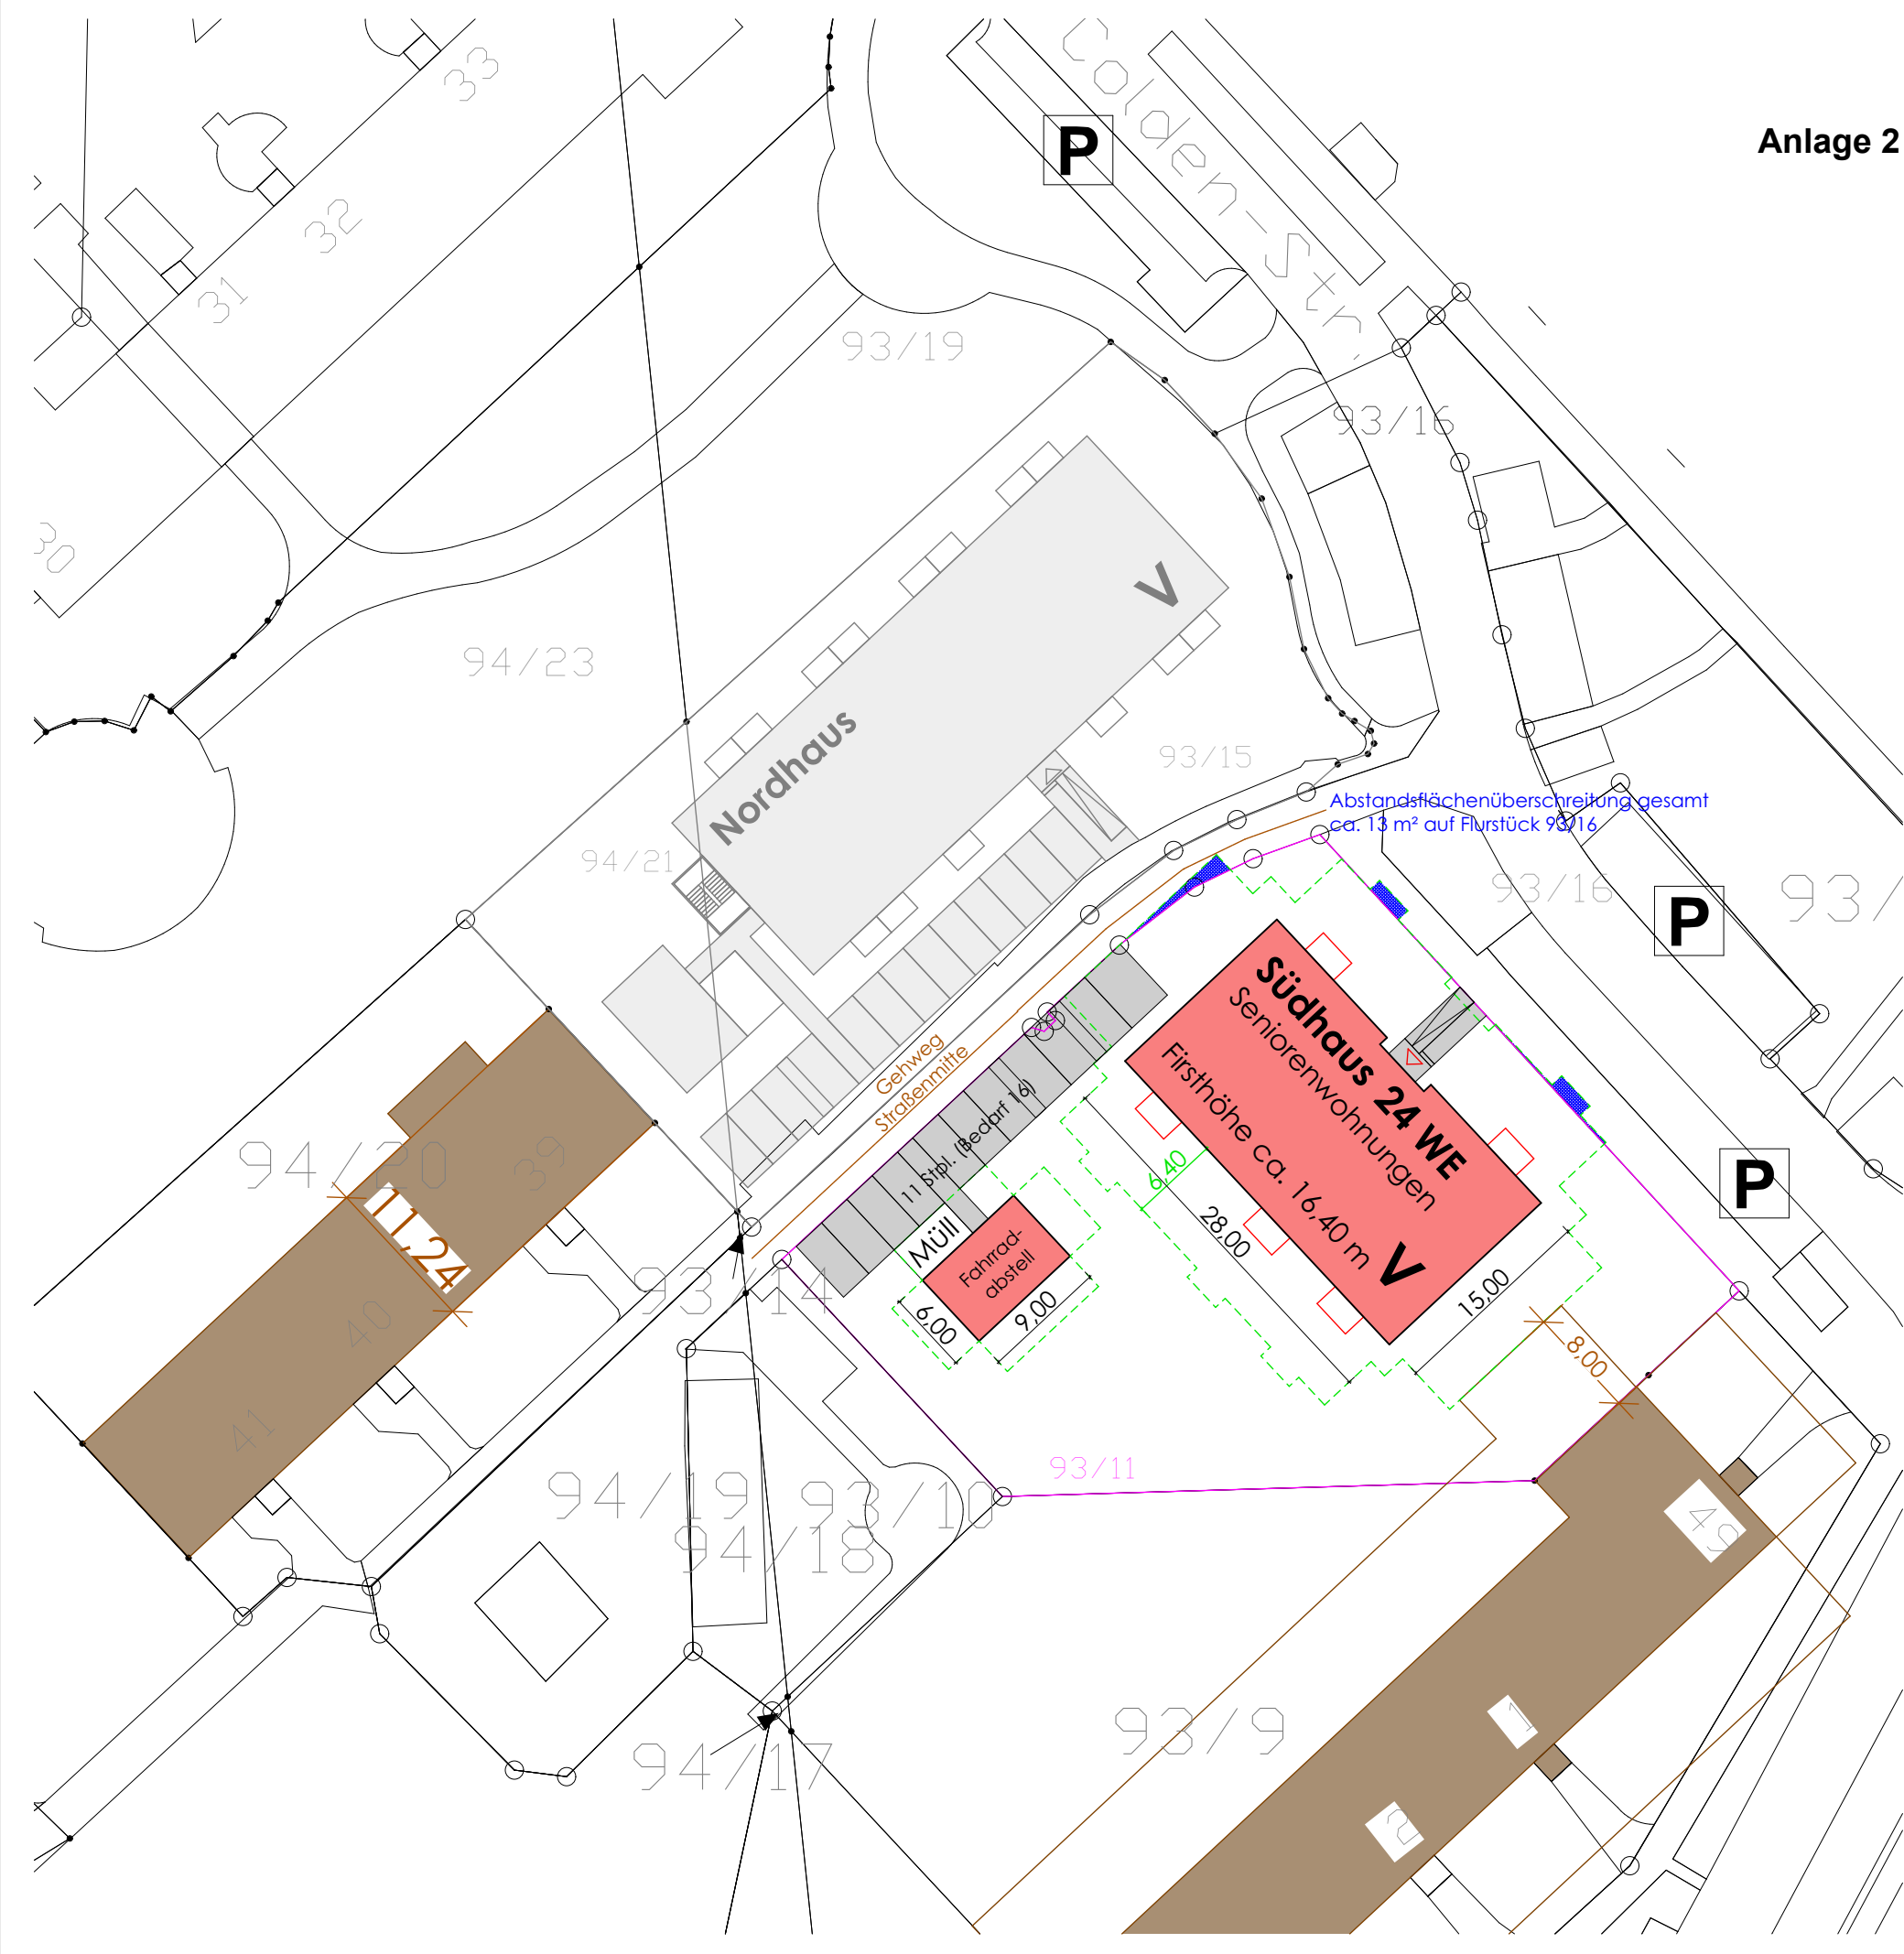 Anlage 2
33
P
Colden-Str.
32
31
93/19
93/16
30
V
94/23
Nordhaus
93/15
Abstandsflächenüberschreitung gesamt
ca. 13 m² auf Flurstück 93/16
94/21
93/16
93/
P
Südhaus 24 WE
Seniorenwohnungen
Firsthöhe ca. 16,40 m
V
Gehweg
Straßenmitte
11 Stpl. (Bedarf 16)
94/20
39
11,24
6,40
28,00
P
Müll
Fahrrad-
abstell
6,00
9,00
15,00
93/14
40
8,00
41
93/11
94/19
93/10
94/18
49
93/9
1
94/17
2